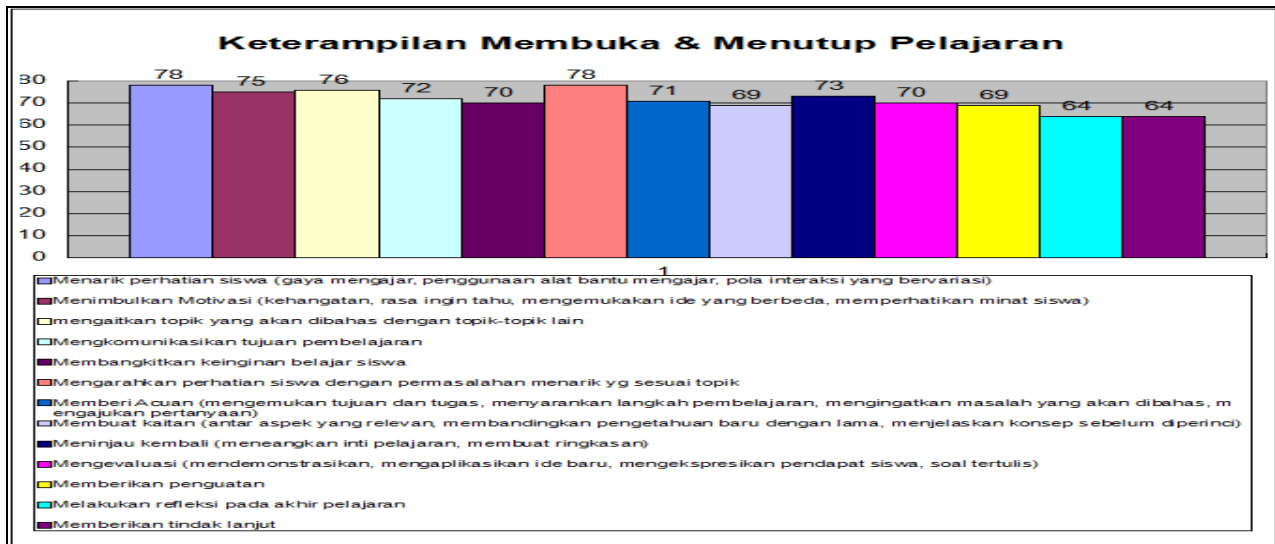 Keterampilan Membuka & Menutup Pelajaran
78 75 76 72 70 78 71 69 73 70 69 64 64
80
70
60
50
40
30
20
10
0
1
Menarik perhatian siswa (gaya mengajar, penggunaan alat bantu mengajar, pola interaksi yang bervariasi)
Menimbulkan Motivasi (kehangatan, rasa ingin tahu, mengemukakan ide yang berbeda, memperhatikan minat siswa)
mengaitkan topik yang akan dibahas dengan topik-topik lain
Mengkomunikasikan tujuan pembelajaran
Membangkitkan keinginan belajar siswa
Mengarahkan perhatian siswa dengan permasalahan menarik yg sesuai topik
Memberi Acuan (mengemukan tujuan dan tugas, menyarankan langkah pembelajaran, mengingatkan masalah yang akan dibahas, m
engajukan pertanyaan)
Membuat kaitan (antar aspek yang relevan, membandingkan pengetahuan baru dengan lama, menjelaskan konsep sebelum diperinci)
Meninjau kembali (meneangkan inti pelajaran, membuat ringkasan)
Mengevaluasi (mendemonstrasikan, mengaplikasikan ide baru, mengekspresikan pendapat siswa, soal tertulis)
Memberikan penguatan
Melakukan refleksi pada akhir pelajaran
Memberikan tindak lanjut